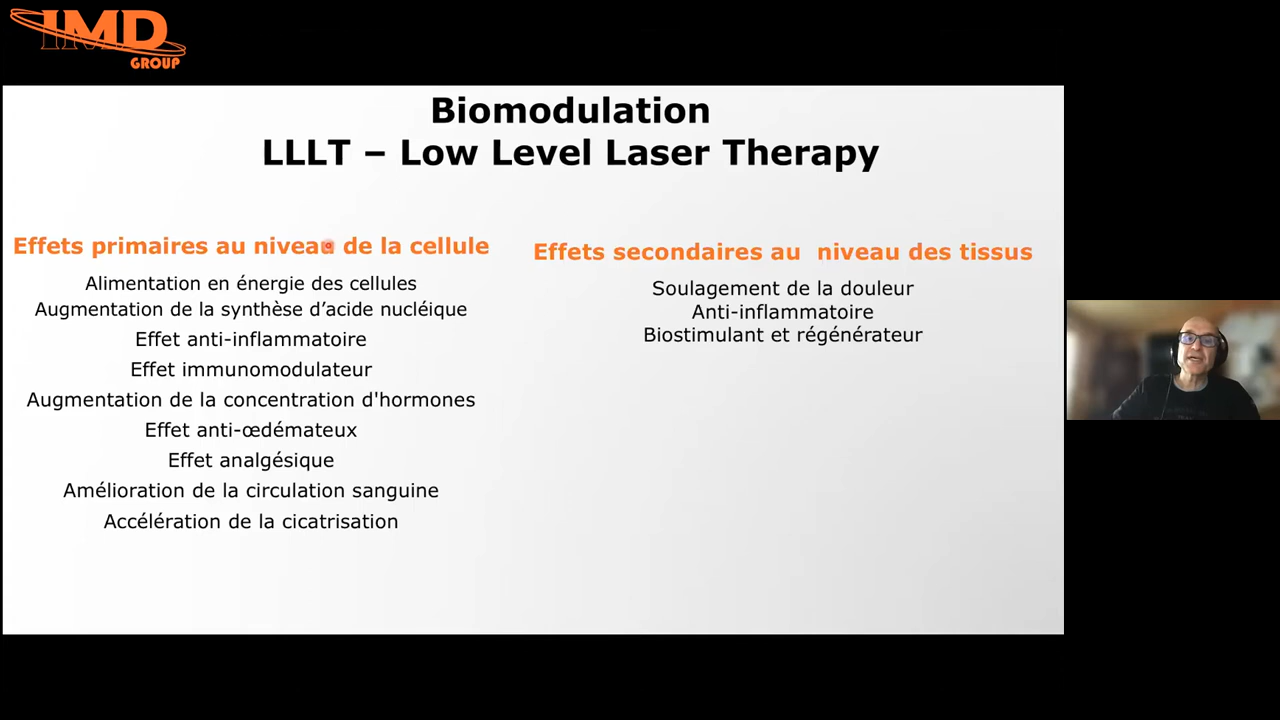 IMD
GROUP
Biomodulation
LLLT – Low Level Laser Therapy
Effets primaires au niveau de la cellule
Alimentation en énergie des cellules
Augmentation de la synthèse d’acide nucléique
Effet anti-inflammatoire
Effet immunomodulateur
Augmentation de la concentration d'hormones
Effet anti-œdémateux
Effet analgésique
Amélioration de la circulation sanguine
Accélération de la cicatrisation
Effets secondaires au  niveau des tissus
Soulagement de la douleur
Anti-inflammatoire
Biostimulant et régénérateur